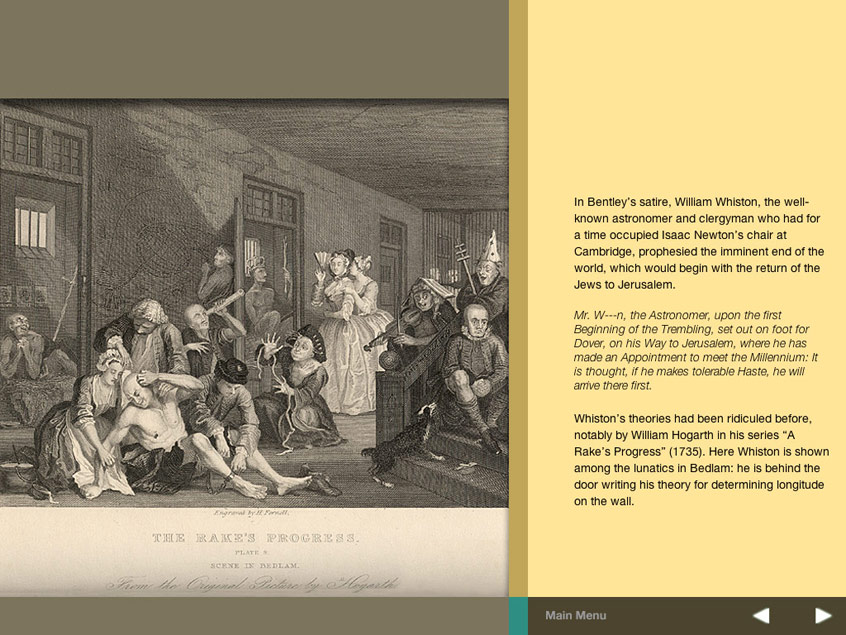 In Bentley’s satire, William Whiston, the well-
known astronomer and clergyman who had for
a time occupied Isaac Newton’s chair at
Cambridge, prophesied the imminent end of the
world, which would begin with the return of the
Jews to Jerusalem.
Mr. W---n, the Astronomer, upon the first
Beginning of the Trembling, set out on foot for
Dover, on his Way to Jerusalem, where he has
made an Appointment to meet the Millennium: It
is thought, if he makes tolerable Haste, he will
arrive there first.
Whiston’s theories had been ridiculed before,
notably by William Hogarth in his series “A
Rake’s Progress” (1735). Here Whiston is shown
among the lunatics in Bedlam: he is behind the
door writing his theory for determining longitude
on the wall.
Engraved by H. Fernell.
THE RAKE'S PROGRESS.
PLATE 8
SCENE IN BEDLAM.
From the Original Picture by Hogarth
Main Menu